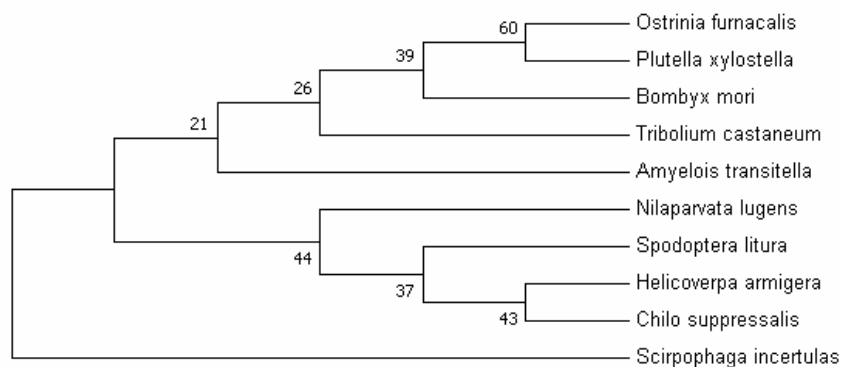 60
Ostrinia furnacalis
39
Plutella xylostella
26
Bombyx mori
21
Tribolium castaneum
Amyelois transitella
Nilaparvata lugens
44
Spodoptera litura
37
Helicoverpa armigera
43
Chilo suppressalis
Scirpophaga incertulas